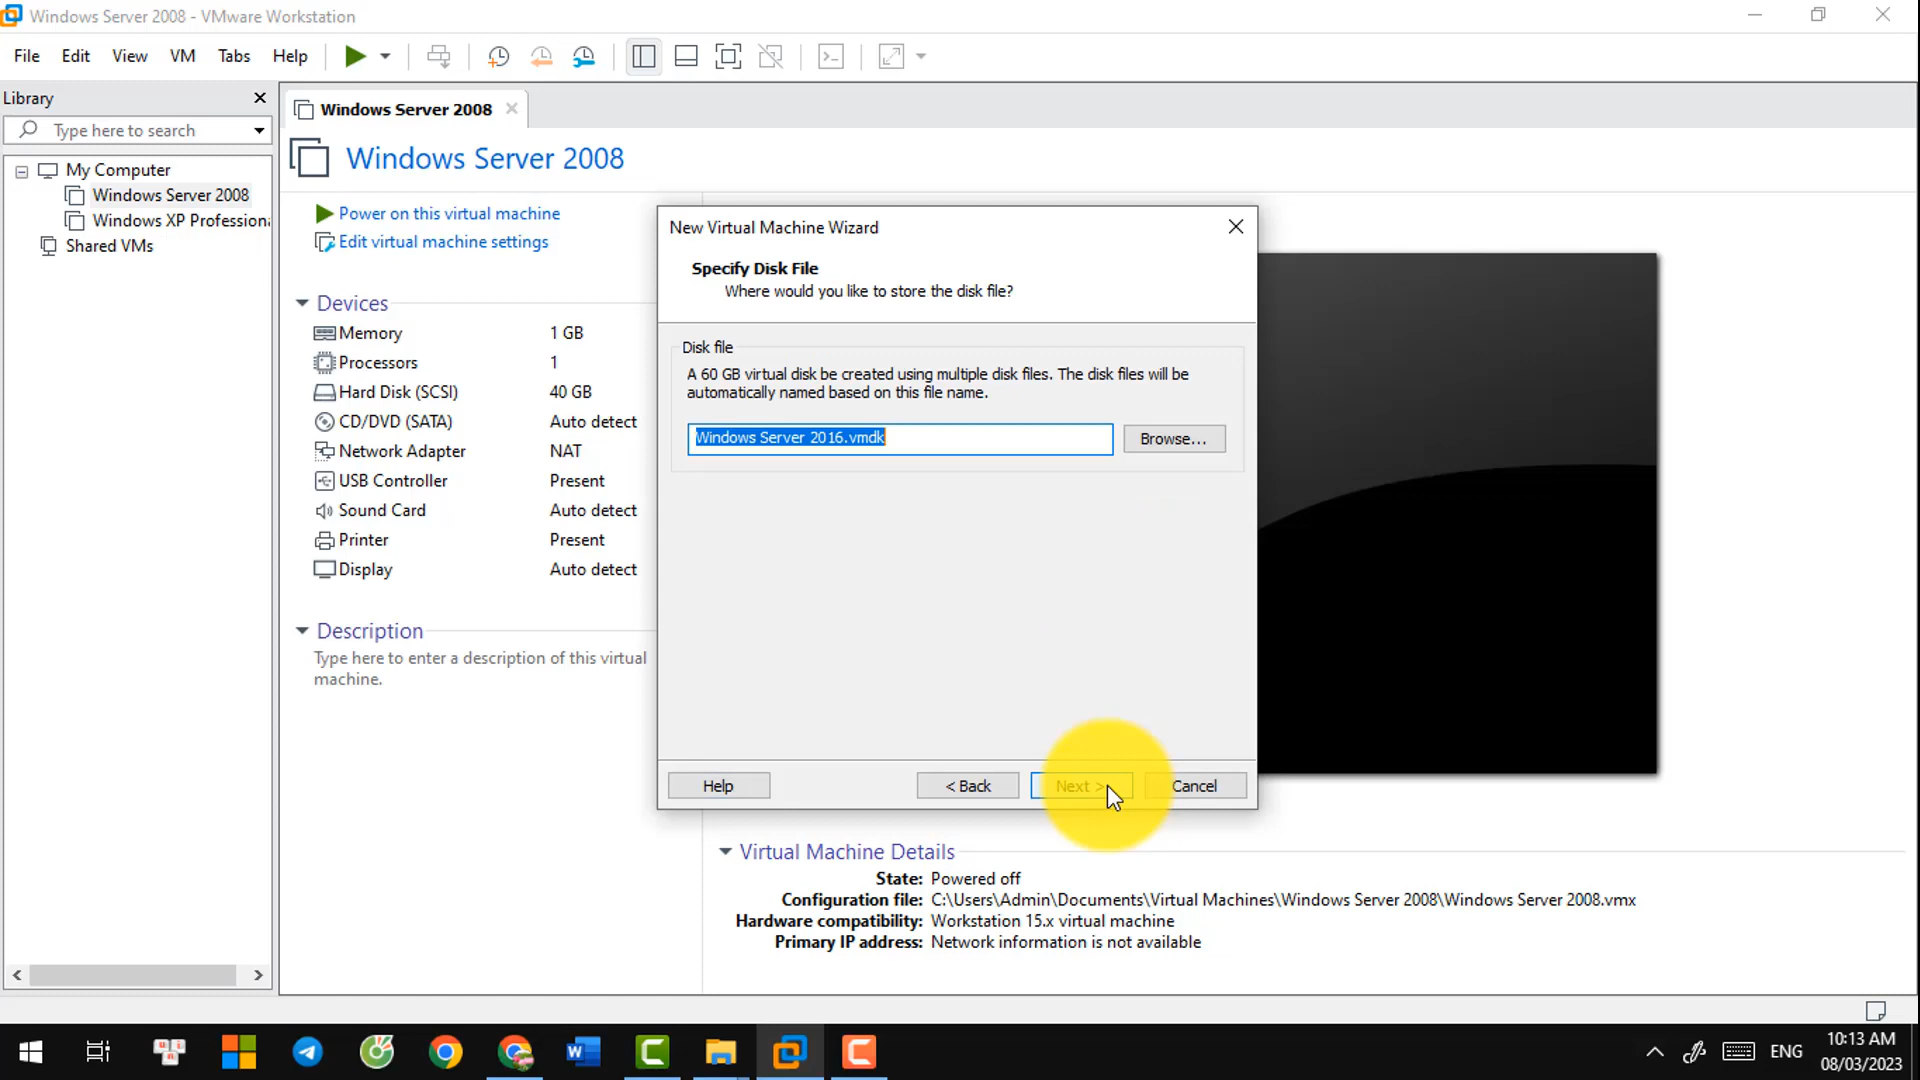 Windows Server 2008 - VMware Workstation
File Edit View VM Tabs Help
Library
Type here to search
My Computer
Windows Server 2008
Windows XP Professiona
Shared VMs
Windows Server 2008
Windows Server 2008
Power on this virtual machine
Edit virtual machine settings
Devices
Memory 1 GB
Processors 1
Hard Disk (SCSI) 40 GB
CD/DVD (SATA) Auto detect
Network Adapter NAT
USB Controller Present
Sound Card Auto detect
Printer Present
Display Auto detect
Description
Type here to enter a description of this virtual
machine.
New Virtual Machine Wizard
Specify Disk File
Where would you like to store the disk file?
Disk file
A 60 GB virtual disk be created using multiple disk files. The disk files will be
automatically named based on this file name.
Windows Server 2016.vmdk
Browse...
Help < Back Next > Cancel
Virtual Machine Details
State: Powered off
Configuration file: C:\Users\Admin\Documents\Virtual Machines\Windows Server 2008\Windows Server 2008.vmx
Hardware compatibility: Workstation 15.x virtual machine
Primary IP address: Network information is not available
ENG
10:13 AM
08/03/2023